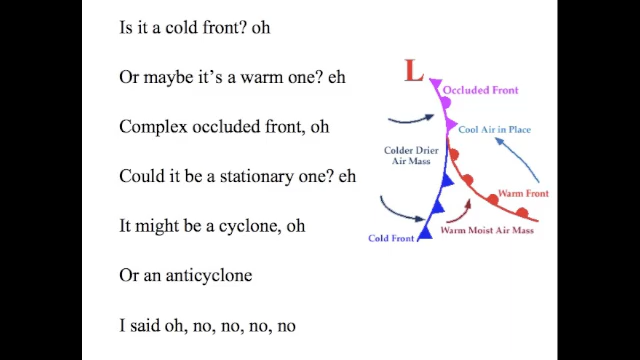 Is it a cold front? oh
Or maybe it's a warm one? eh
Complex occluded front, oh
Could it be a stationary one? eh
It might be a cyclone, oh
Or an anticyclone
I said oh, no, no, no, no
L
Occluded Front
Cool Air in Place
Colder Drier
Air Mass
Warm Front
Warm Moist Air Mass
Cold Front